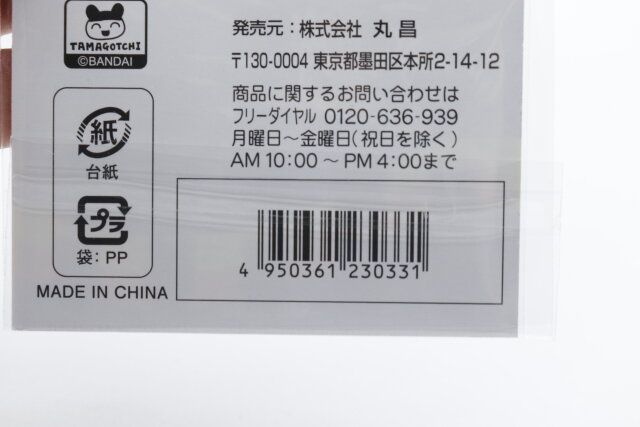 TAMAGOTCHI
©BANDAI
発売元:株式会社 丸昌
〒130-0004 東京都墨田区本所2-14-12
商品に関するお問い合わせは
フリーダイヤル 0120-636-939
月曜日～金曜日(祝日を除く)
AM 10:00 ～ PM 4:00まで
紙
台紙
プラ
袋:PP
MADE IN CHINA
4 950361 230331